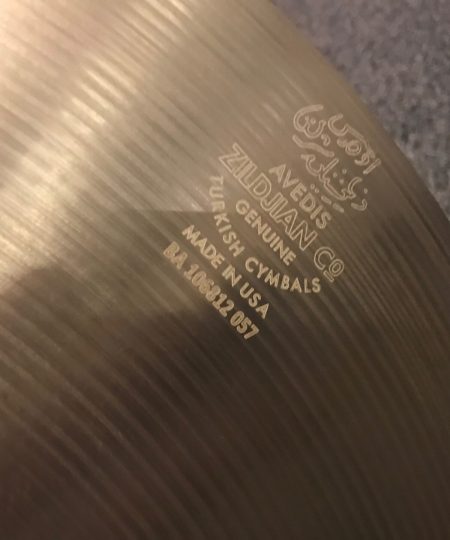 AVEDIS
ZILDJIAN CO
GENUINE
TURKISH CYMBALS
MADE IN USA
BA 106812 057